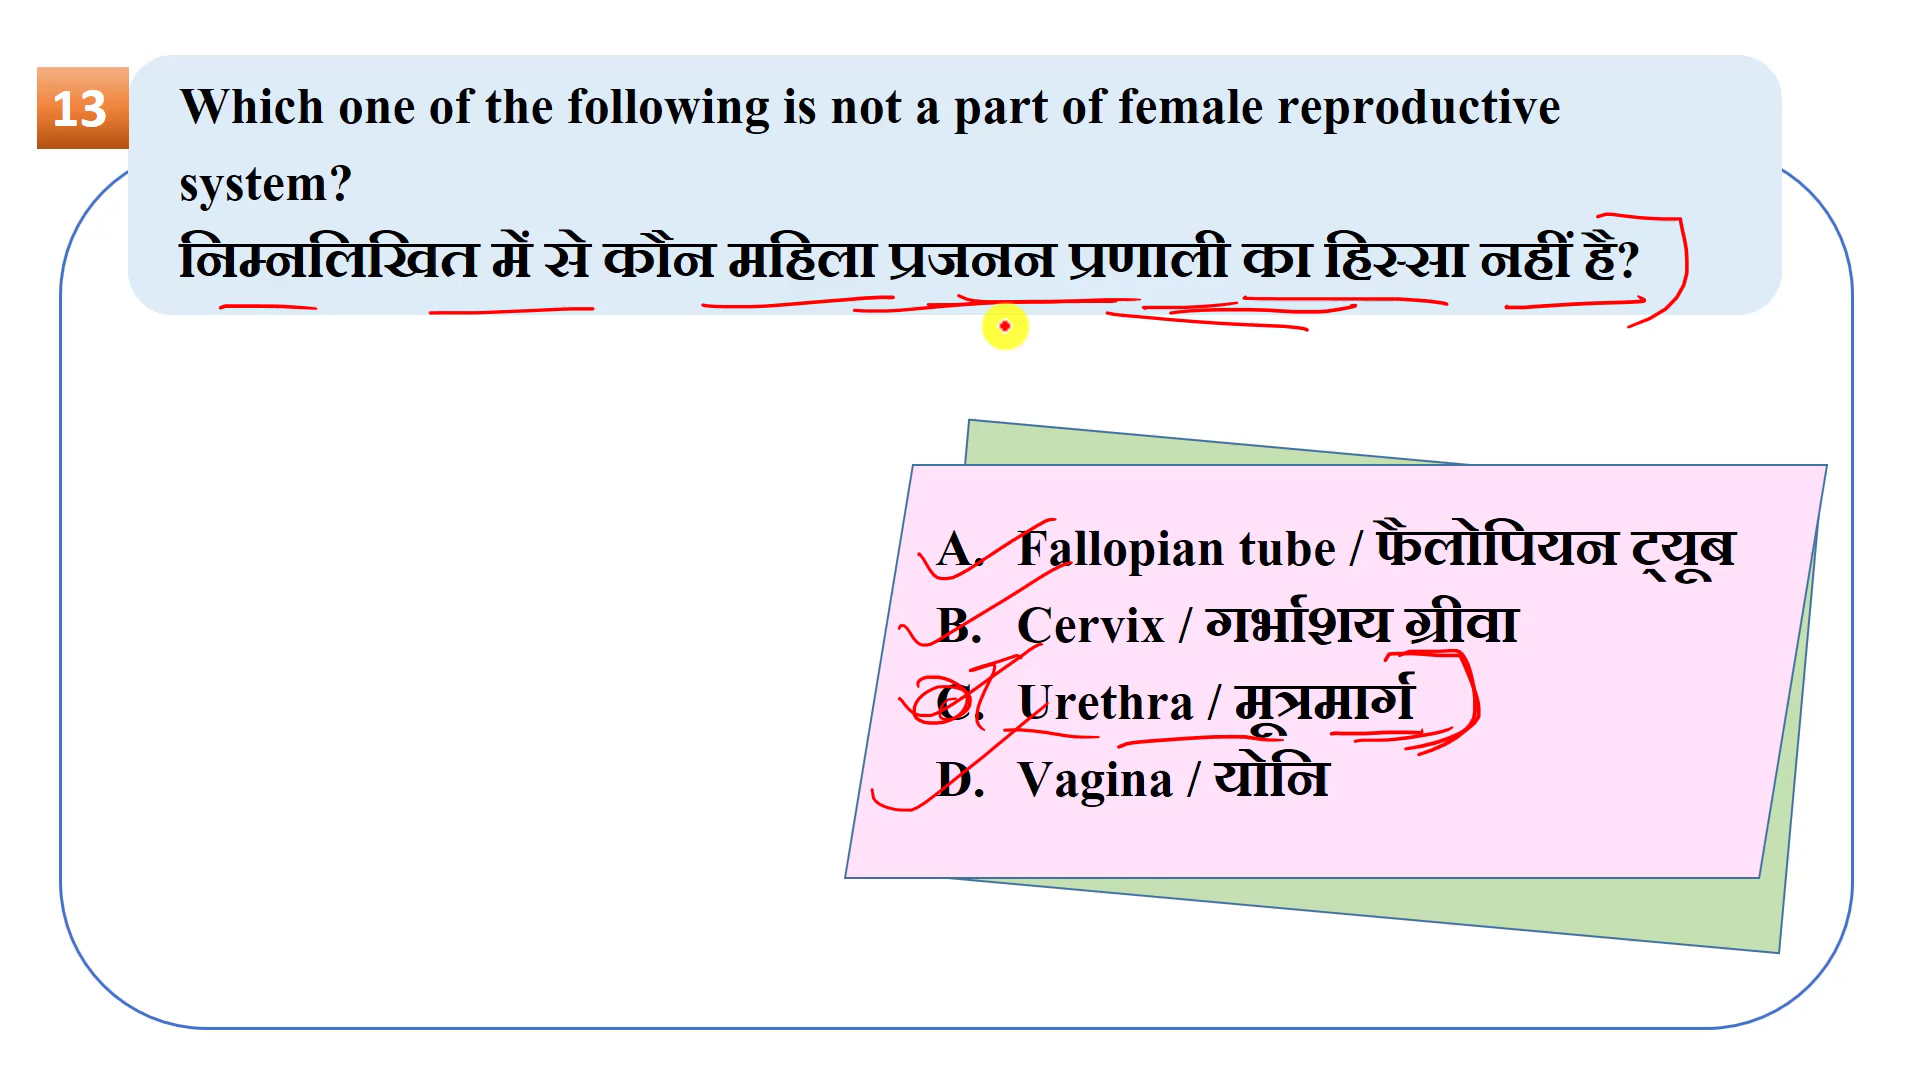 13
Which one of the following is not a part of female reproductive
system?
निम्नलिखित में से कौन महिला प्रजनन प्रणाली का हिस्सा नहीं है?
A. Fallopian tube / फैलोपियन ट्यूब
B. Cervix / गर्भाशय ग्रीवा
C. Urethra / मूत्रमार्ग
D. Vagina / योनि